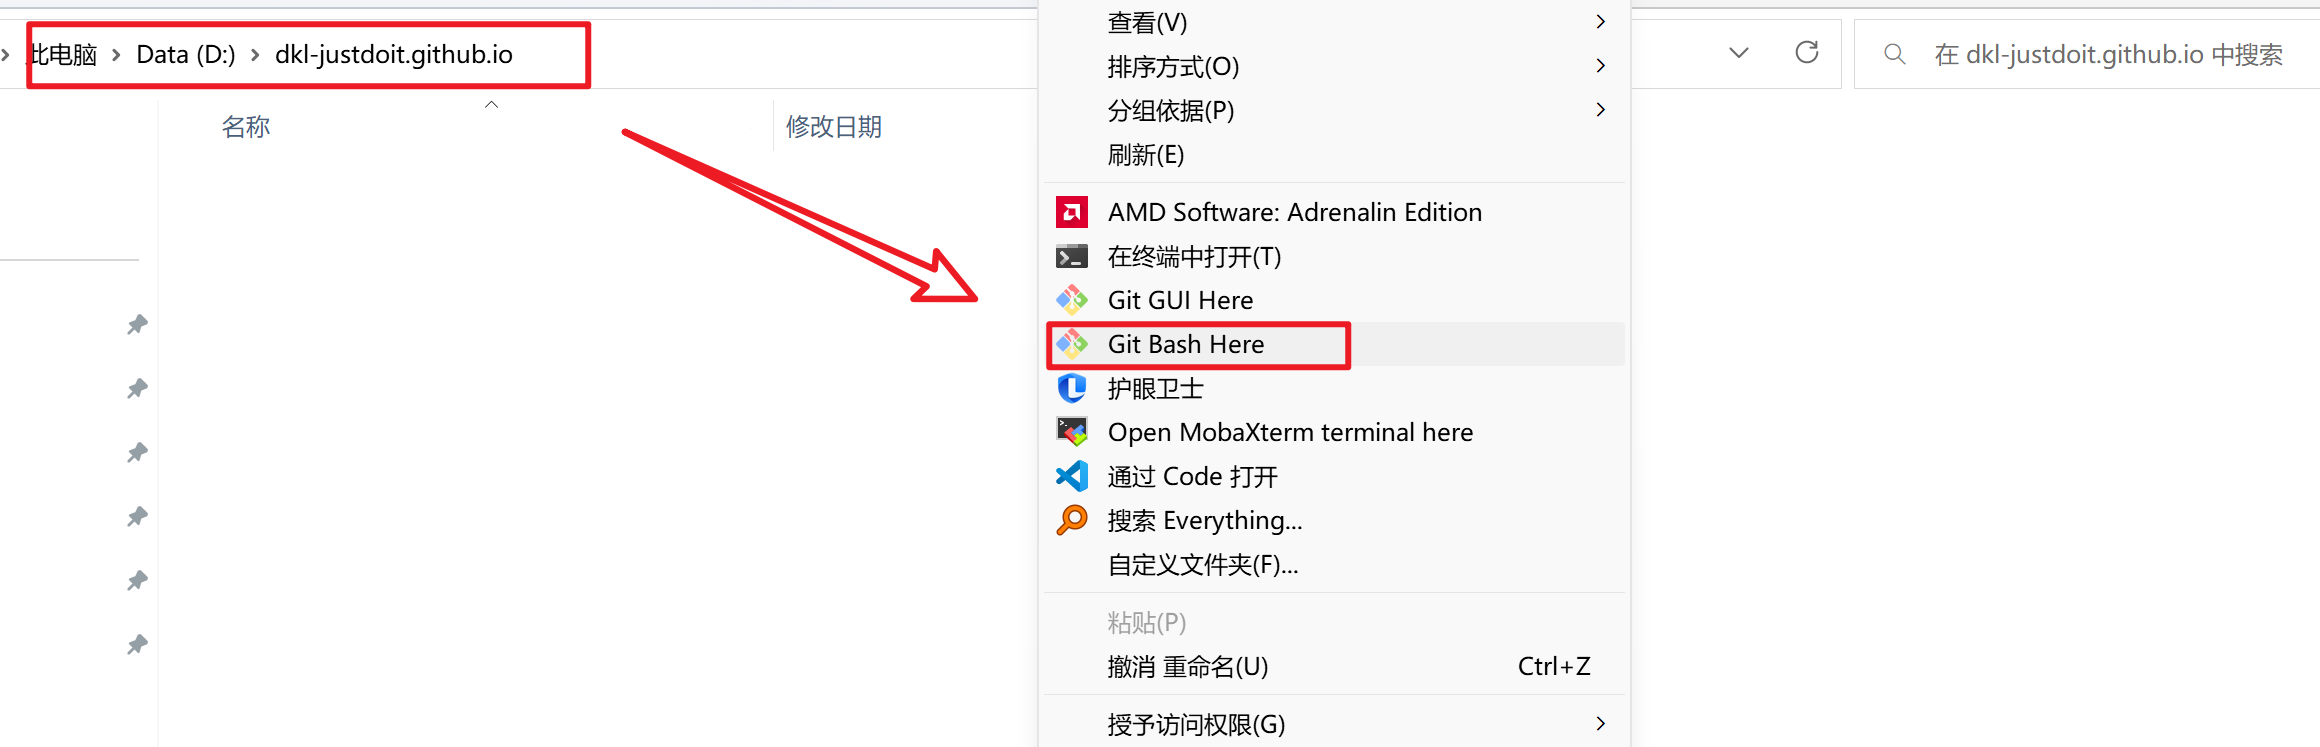 此电脑 > Data (D:) > dkl-justdoit.github.io
在 dkl-justdoit.github.io 中搜索
名称
修改日期
查看(V)
排序方式(O)
分组依据(P)
刷新(E)
AMD Software: Adrenalin Edition
在终端中打开(T)
Git GUI Here
Git Bash Here
护眼卫士
Open MobaXterm terminal here
通过 Code 打开
搜索 Everything...
自定义文件夹(F)...
粘贴(P)
撤消 重命名(U) Ctrl+Z
授予访问权限(G)